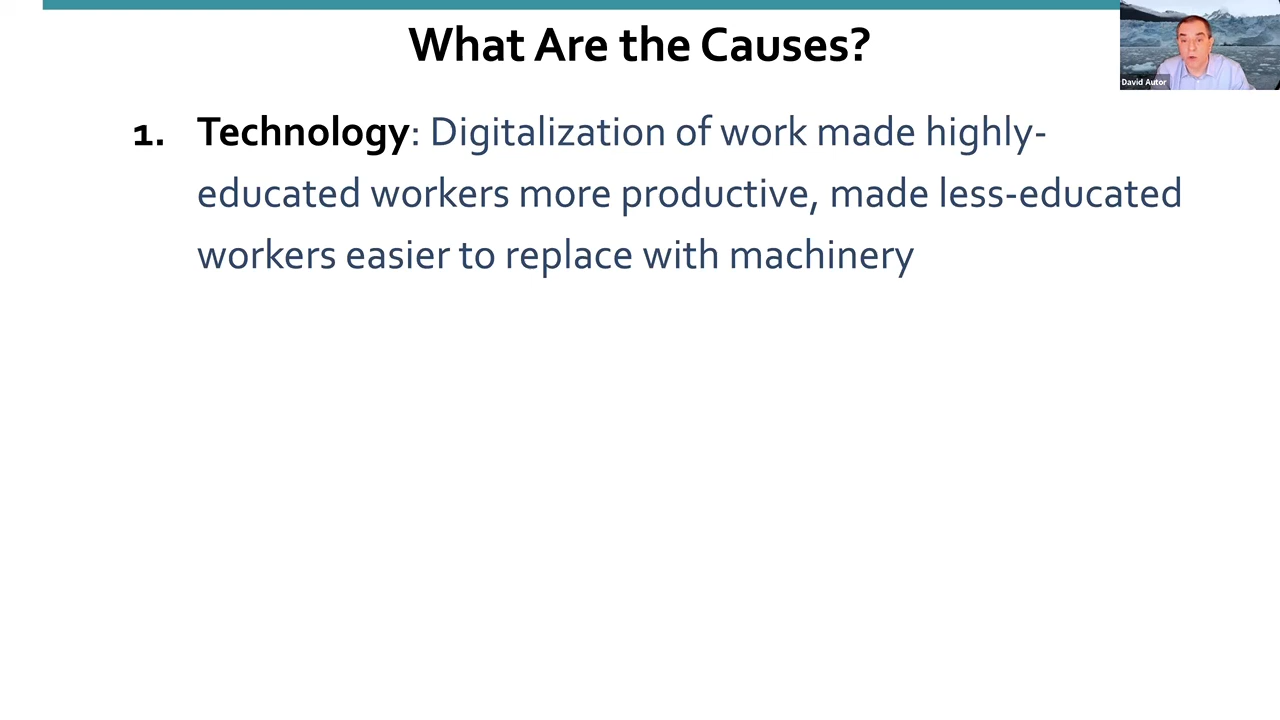 What Are the Causes?
David Autor
1. Technology: Digitalization of work made highly-
educated workers more productive, made less-educated
workers easier to replace with machinery